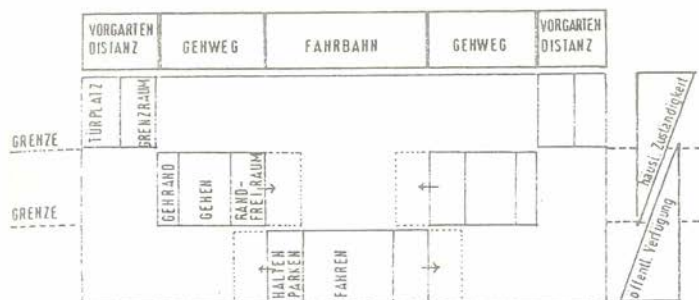 VORGARTEN DISTANZ
GEHWEG
FAHRBAHN
GEHWEG
VORGARTEN DISTANZ
TÜRPLATZ
GRENZRAUM
GRENZE
häusl. Zuständigkeit
GEHRAND
GEHEN
RAND-
FREIRAUM
GRENZE
HALTEN
PARKEN
FAHREN
öffentl. Verfügung